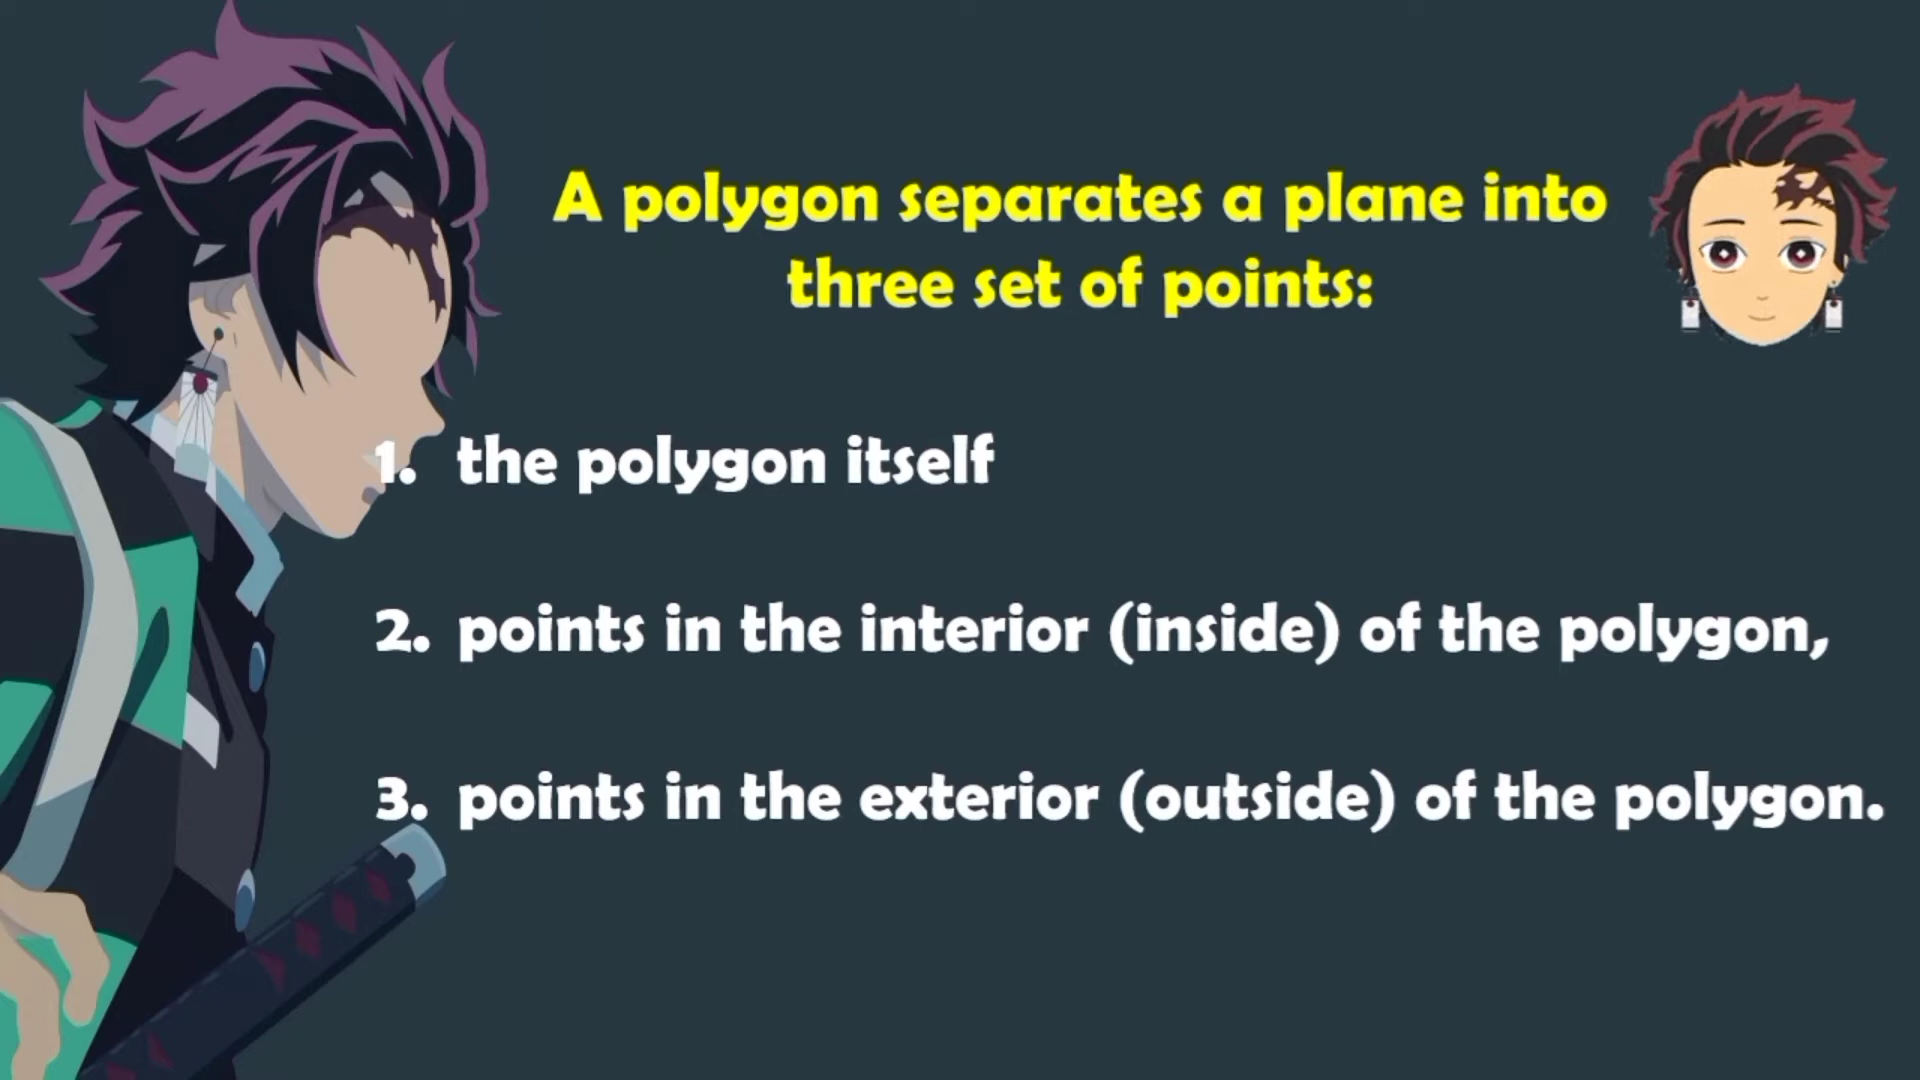 A polygon separates a plane into
three set of points:
1. the polygon itself
2. points in the interior (inside) of the polygon,
3. points in the exterior (outside) of the polygon.